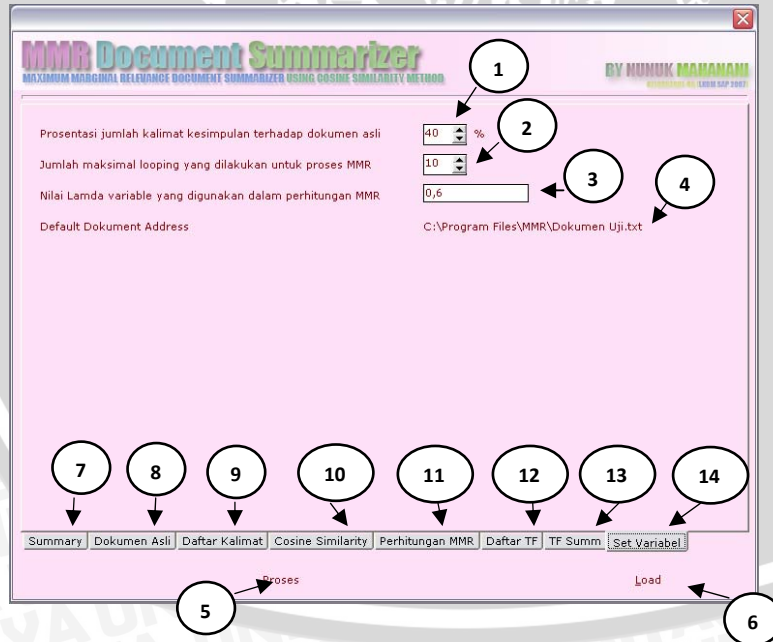 MMR Document Summarizer
MAXIMUM MARGINAL RELEVANCE DOCUMENT SUMMARIZER USING COSINE SIMILARITY METHOD
BY NUNUK MAHANANI
1
Prosentasi jumlah kalimat kesimpulan terhadap dokumen asli 40 %
2
Jumlah maksimal looping yang dilakukan untuk proses MMR 10
3
Nilai Lamda variable yang digunakan dalam perhitungan MMR 0,6
4
Default Dokument Address C:\Program Files\MMR\Dokumen Uji.txt
7 8 9 10 11 12 13 14
Summary Dokumen Asli Daftar Kalimat Cosine Similarity Perhitungan MMR Daftar TF TF Summ Set Variabel
Proses Load
5 6